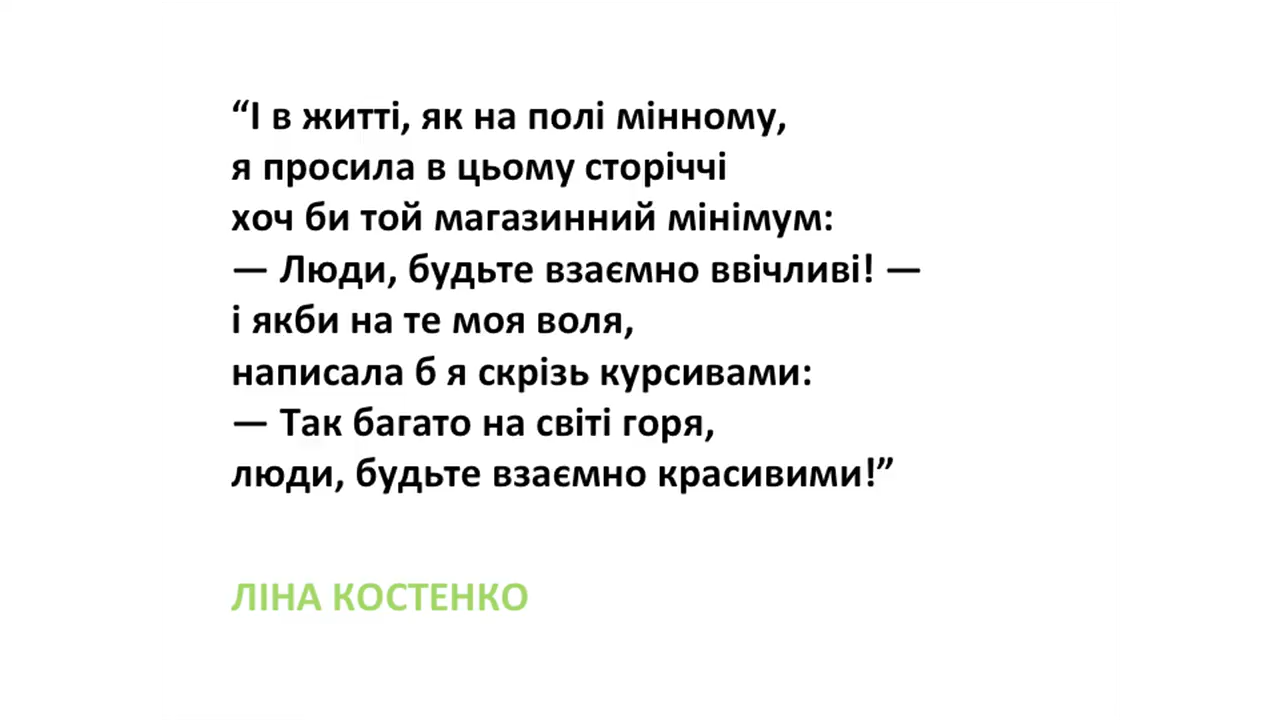 “І в житті, як на полі мінному,
я просила в цьому сторіччі
хоч би той магазинний мінімум:
— Люди, будьте взаємно ввічливі! —
і якби на те моя воля,
написала б я скрізь курсивами:
— Так багато на світі горя,
люди, будьте взаємно красивими!”
ЛІНА КОСТЕНКО